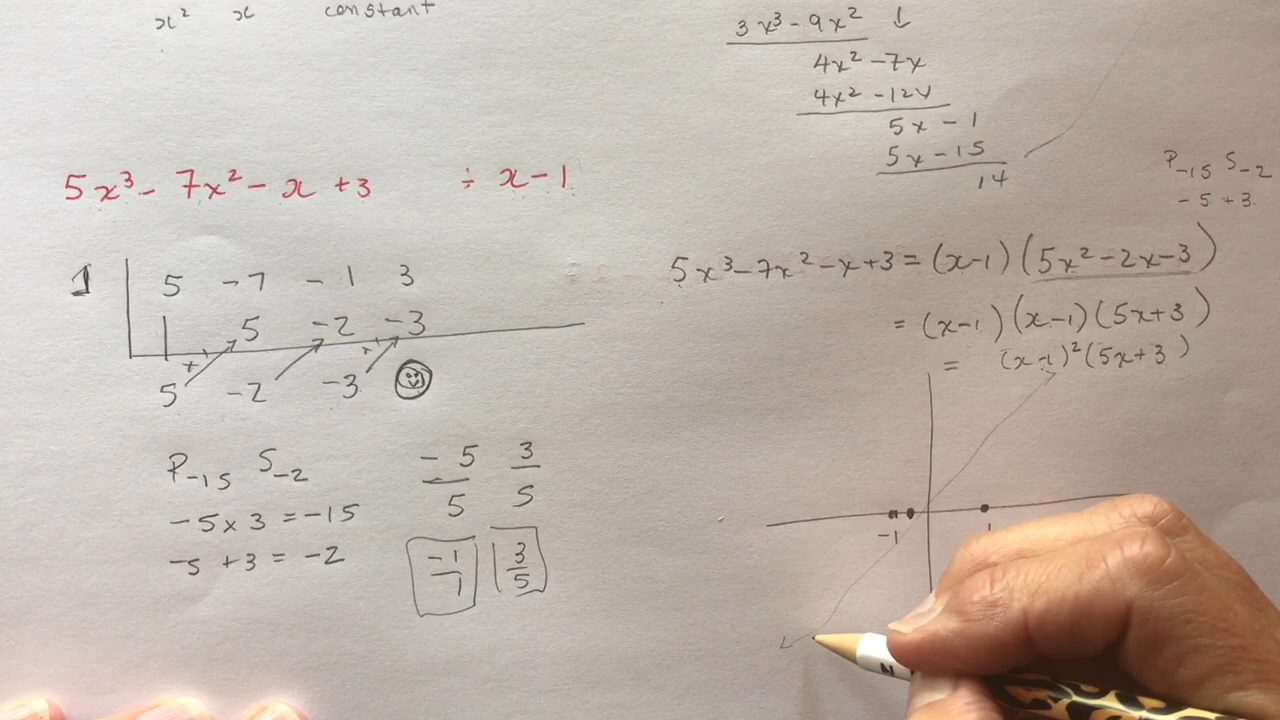 x² x constant
3x³ - 9x² ↓
4x² - 7x
4x² - 12x
5x - 1
5x - 15
14
5x³ - 7x² - x + 3 ÷ x - 1
1 5 - 7 - 1 3
5 - 2 - 3
5 - 2 - 3
P₋₁₅ S₋₂
- 5 x 3 = - 15
- 5 + 3 = - 2
- 5/5 3/5
- 1/1 3/5
P₋₁₅ S₋₂
- 5 + 3
5x³ - 7x² - x + 3 = (x - 1) (5x² - 2x - 3)
= (x - 1) (x - 1) (5x + 3)
= (x - 1)² (5x + 3)
- 1 1
N